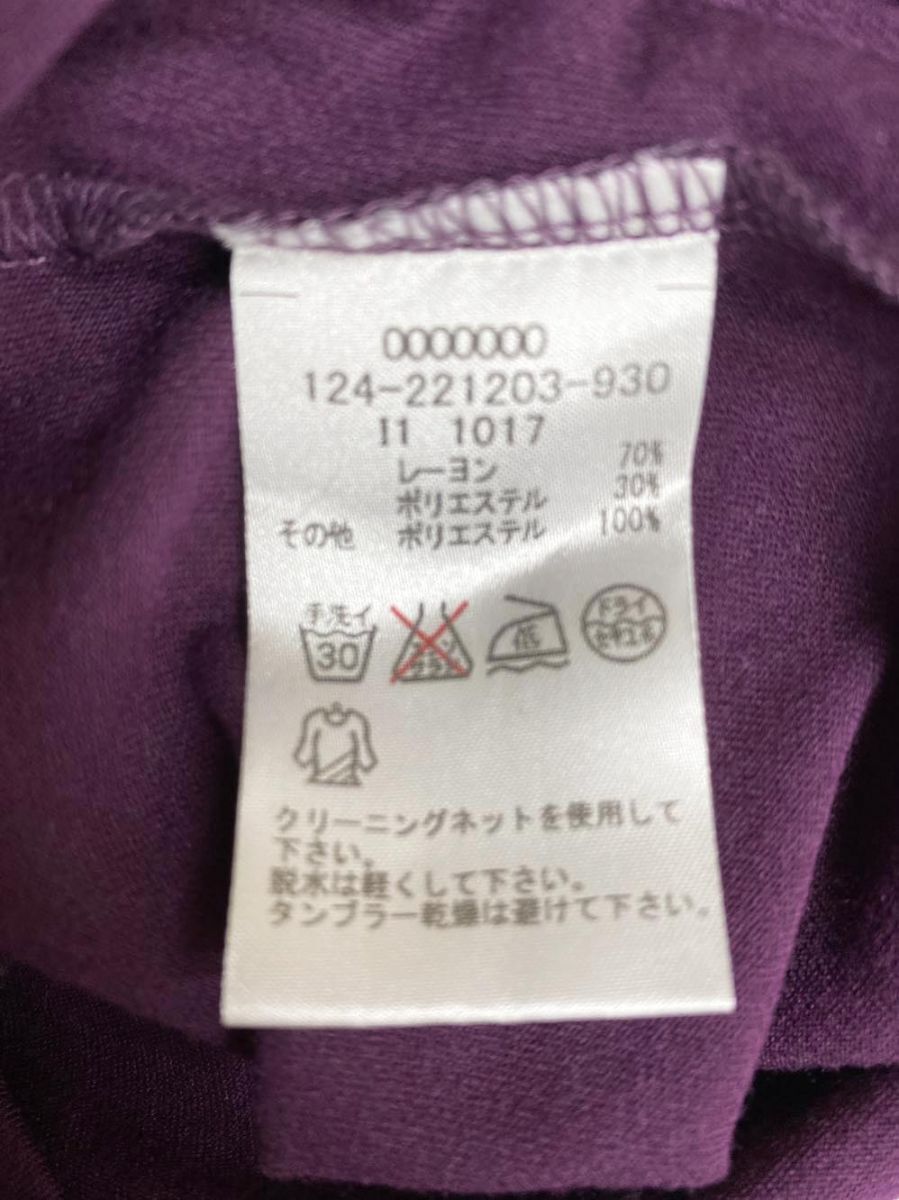 0000000
124-221203-930
I1 1017
レーヨン 70%
ポリエステル 30%
その他 ポリエステル 100%
手洗イ
30
低
ドライ
石油系
クリーニングネットを使用して
下さい。
脱水は軽くして下さい。
タンブラー乾燥は避けて下さい。